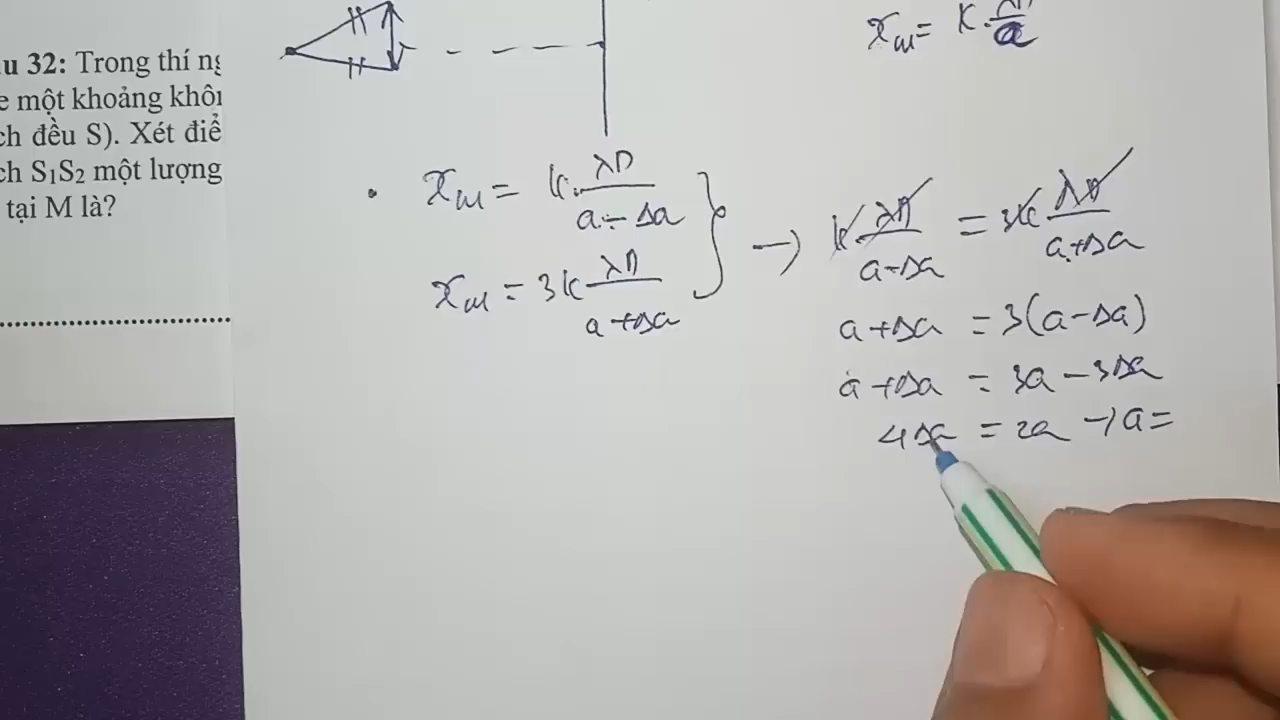 u 32: Trong thí ng
e một khoảng khôn
ch đều S). Xét điể
ch S₁S₂ một lượng
tại M là?
x_M = k.λD/a
x_M = k.λD/(a-Δa)
x_M = 3k λD/(a+Δa)
→ k.λD/(a-Δa) = 3k λD/(a+Δa)
a+Δa = 3(a-Δa)
a+Δa = 3a-3Δa
4Δa = 2a → a=